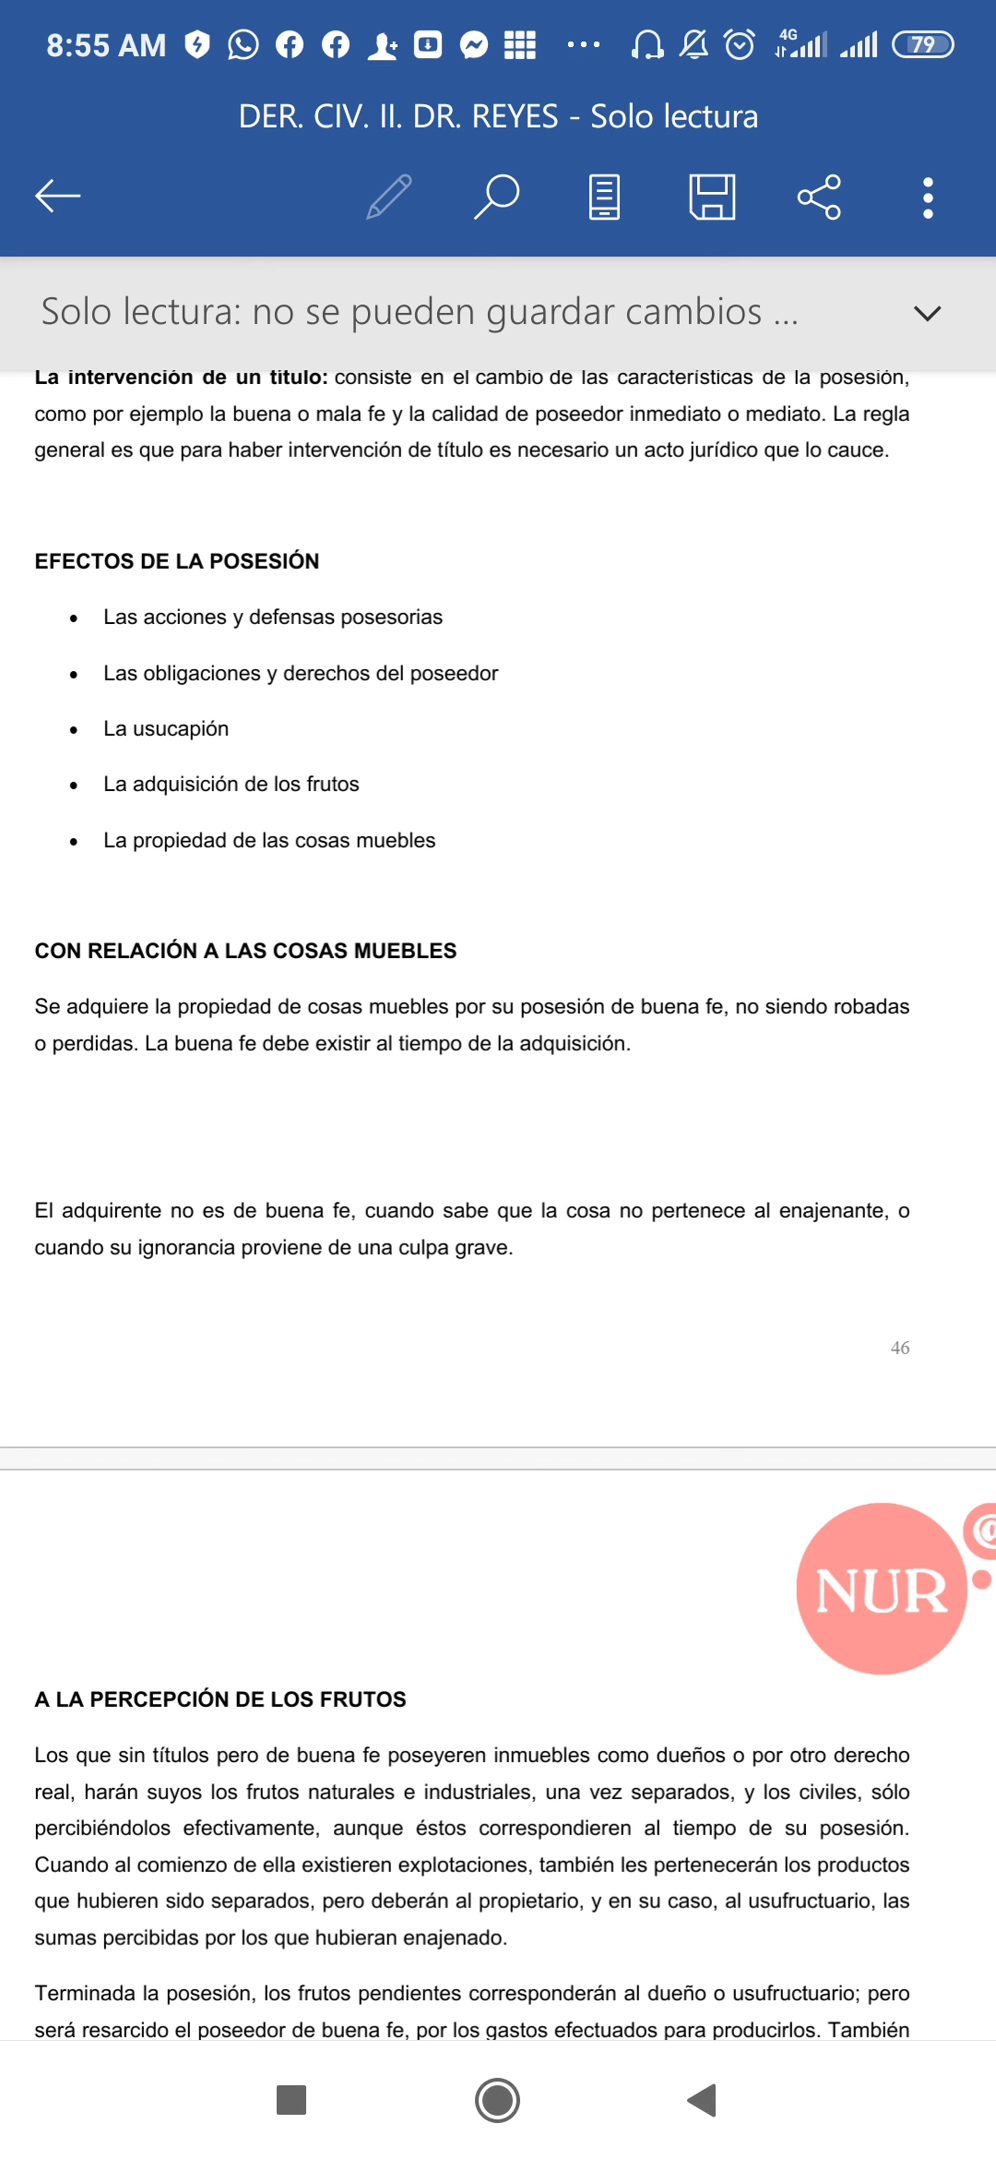 8:55 AM
4G
79
DER. CIV. II. DR. REYES - Solo lectura
Solo lectura: no se pueden guardar cambios ...
La intervención de un título: consiste en el cambio de las características de la posesión,
como por ejemplo la buena o mala fe y la calidad de poseedor inmediato o mediato. La regla
general es que para haber intervención de título es necesario un acto jurídico que lo cauce.
EFECTOS DE LA POSESIÓN
• Las acciones y defensas posesorias
• Las obligaciones y derechos del poseedor
• La usucapión
• La adquisición de los frutos
• La propiedad de las cosas muebles
CON RELACIÓN A LAS COSAS MUEBLES
Se adquiere la propiedad de cosas muebles por su posesión de buena fe, no siendo robadas
o perdidas. La buena fe debe existir al tiempo de la adquisición.
El adquirente no es de buena fe, cuando sabe que la cosa no pertenece al enajenante, o
cuando su ignorancia proviene de una culpa grave.
46
NUR
@
A LA PERCEPCIÓN DE LOS FRUTOS
Los que sin títulos pero de buena fe poseyeren inmuebles como dueños o por otro derecho
real, harán suyos los frutos naturales e industriales, una vez separados, y los civiles, sólo
percibiéndolos efectivamente, aunque éstos correspondieren al tiempo de su posesión.
Cuando al comienzo de ella existieren explotaciones, también les pertenecerán los productos
que hubieren sido separados, pero deberán al propietario, y en su caso, al usufructuario, las
sumas percibidas por los que hubieran enajenado.
Terminada la posesión, los frutos pendientes corresponderán al dueño o usufructuario; pero
será resarcido el poseedor de buena fe, por los gastos efectuados para producirlos. También